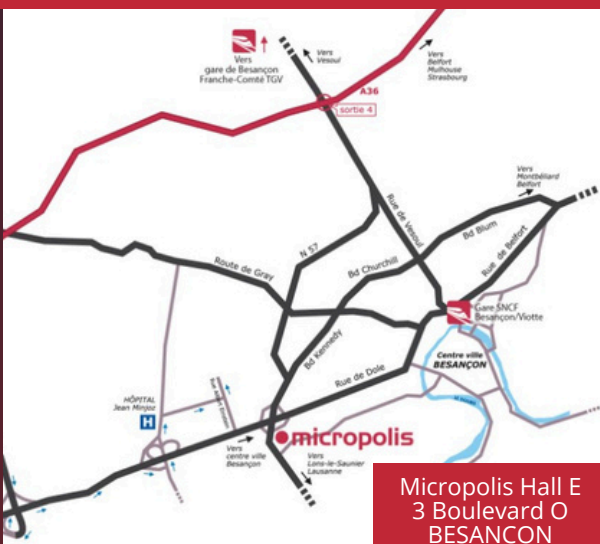 Vers
gare de Besançon
Franche-Comté TGV
Vers
Vesoul
Vers
Belfort
Mulhouse
Strasbourg
A36
sortie 4
Vers
Montbéliard
Belfort
Rue de Vesoul
Bd Blum
Rue de Belfort
N 57
Bd Churchill
Route de Gray
Gare SNCF
Besançon/Viotte
Bd Kennedy
Centre ville
BESANÇON
Rue de Dole
HÔPITAL
Jean Minjoz
H
micropolis
Vers
centre ville
Besançon
Vers
Lons-le-Saunier
Lausanne
Micropolis Hall E
3 Boulevard O
BESANCON